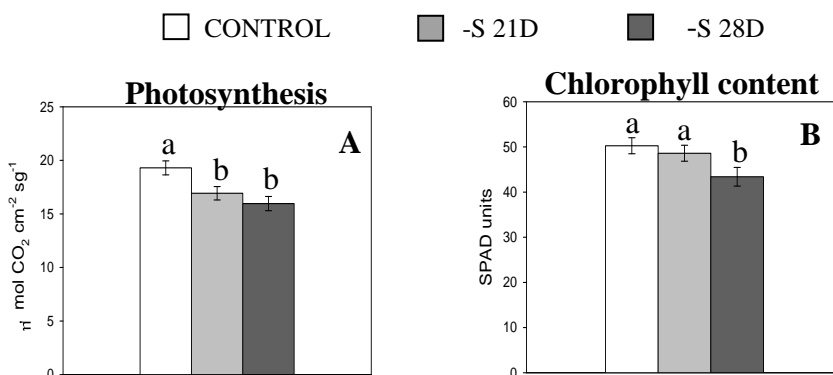 CONTROL -S 21D -S 28D
Photosynthesis
A
a
b b
25
20
15
10
5
0
mol CO2 cm-2 sg-1
Chlorophyll content
B
a a
b
60
50
40
30
20
10
0
SPAD units